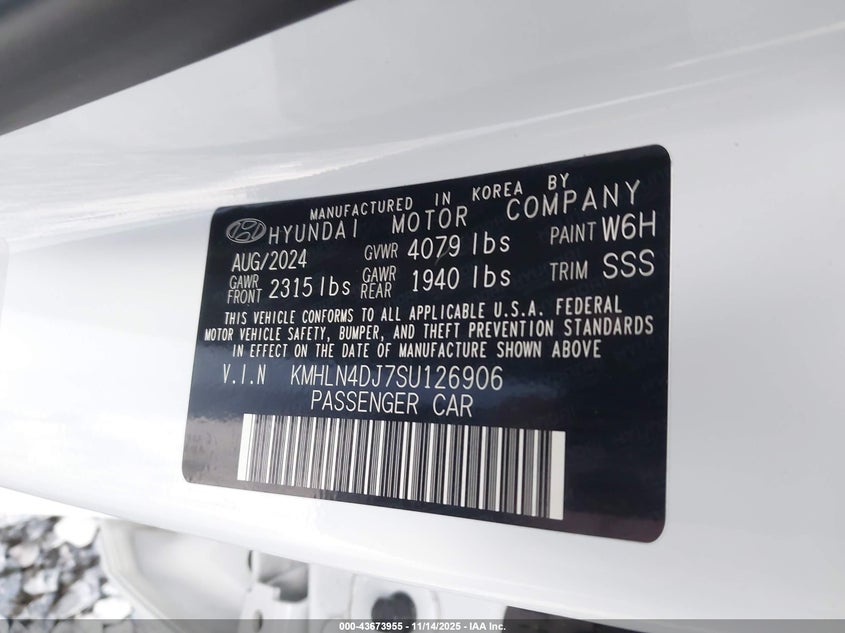 MANUFACTURED IN KOREA BY
HYUNDAI MOTOR COMPANY
AUG/2024 GVWR 4079 lbs PAINT W6H
GAWR FRONT 2315 lbs GAWR REAR 1940 lbs TRIM SSS
THIS VEHICLE CONFORMS TO ALL APPLICABLE U.S.A. FEDERAL
MOTOR VEHICLE SAFETY, BUMPER, AND THEFT PREVENTION STANDARDS
IN EFFECT ON THE DATE OF MANUFACTURE SHOWN ABOVE
V.I.N KMHLN4DJ7SU126906
PASSENGER CAR
000-43673955 | 11/14/2025 - IAA Inc.